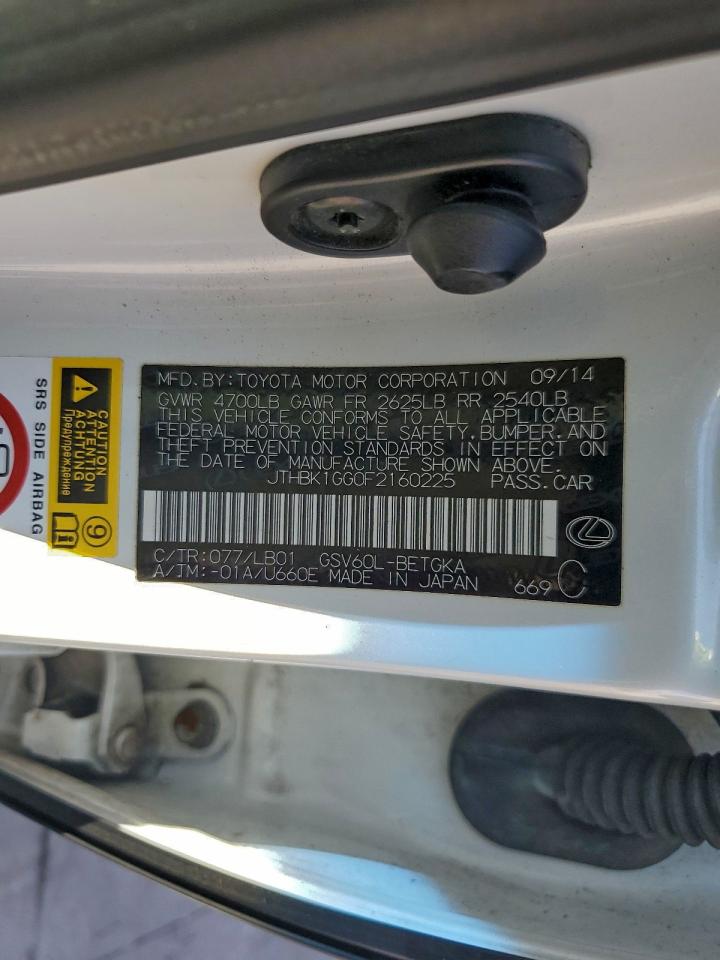 MFD. BY: TOYOTA MOTOR CORPORATION 09/14
GVWR 4700LB GAWR FR 2625LB RR 2540LB
THIS VEHICLE CONFORMS TO ALL APPLICABLE
FEDERAL MOTOR VEHICLE SAFETY, BUMPER, AND
THEFT PREVENTION STANDARDS IN EFFECT ON
THE DATE OF MANUFACTURE SHOWN ABOVE.
JTHBK1GG0F2160225 PASS. CAR
C/TR: 077/LB01 GSV60L-BETGKA
A/TM: -01A/U660E MADE IN JAPAN
669 C
SRS SIDE AIRBAG
CAUTION
ATTENTION
ACHTUNG
Предупреждение
9